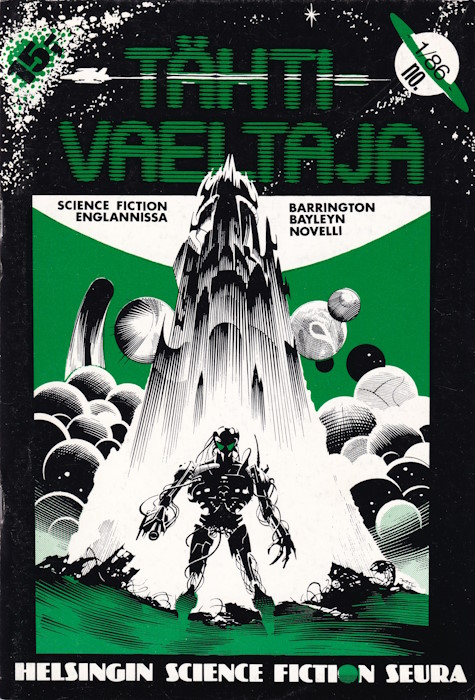 15:-
1/86
NO.
TÄHTI
VAELTAJA
SCIENCE FICTION
ENGLANNISSA
BARRINGTON
BAYLEYN
NOVELLI
HELSINGIN SCIENCE FICTION SEURA